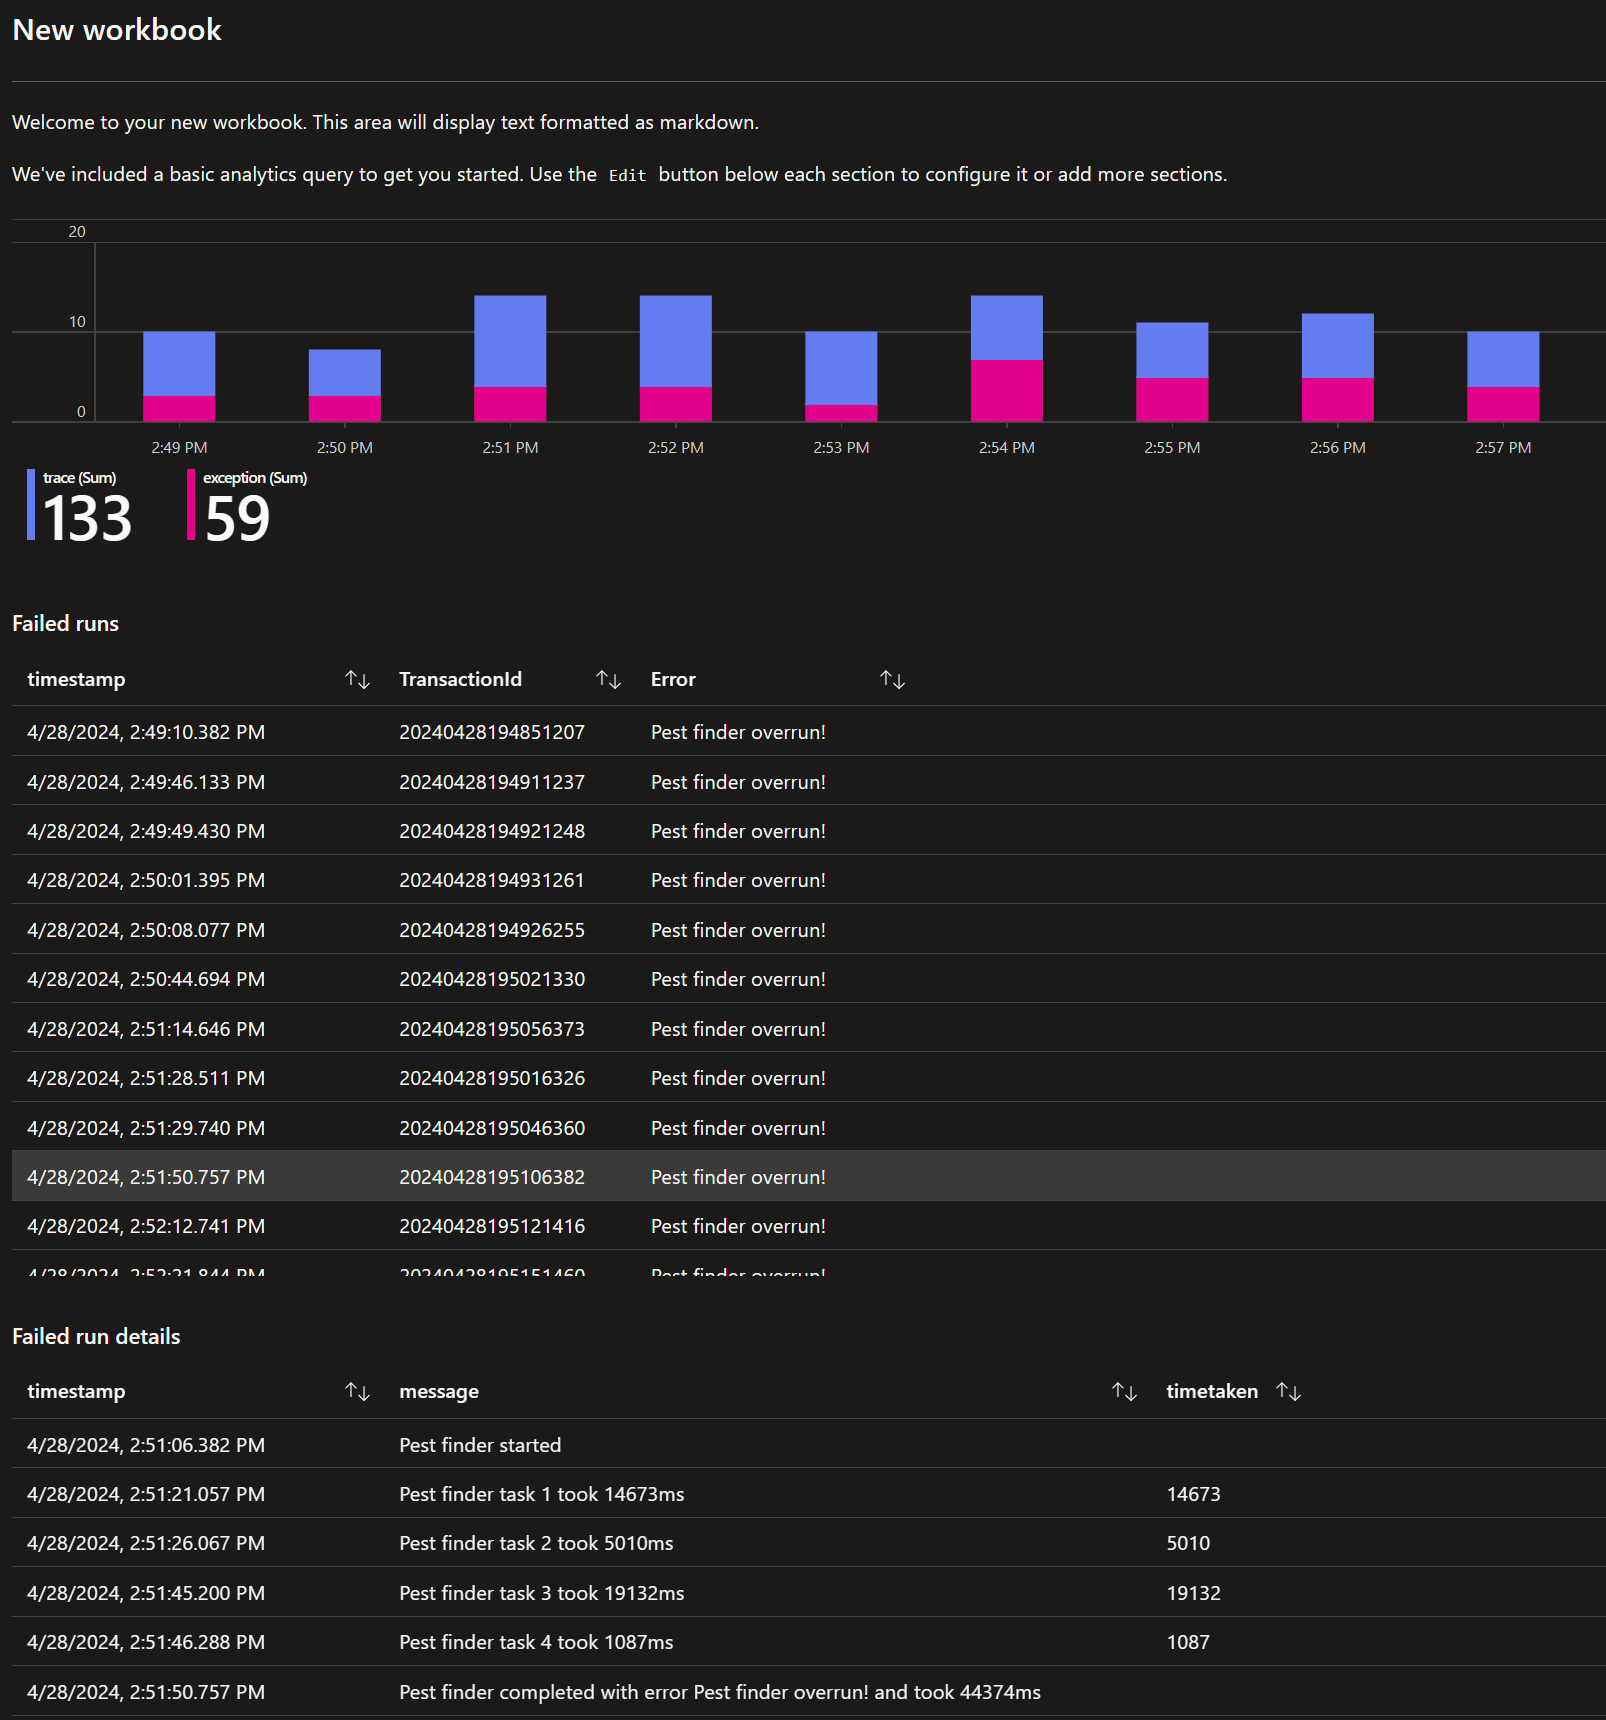 New workbook
Welcome to your new workbook. This area will display text formatted as markdown.
We've included a basic analytics query to get you started. Use the Edit button below each section to configure it or add more sections.
20
10
0
2:49 PM 2:50 PM 2:51 PM 2:52 PM 2:53 PM 2:54 PM 2:55 PM 2:56 PM 2:57 PM
trace (Sum) exception (Sum)
133 59
Failed runs
timestamp TransactionId Error
4/28/2024, 2:49:10.382 PM 20240428194851207 Pest finder overrun!
4/28/2024, 2:49:46.133 PM 20240428194911237 Pest finder overrun!
4/28/2024, 2:49:49.430 PM 20240428194921248 Pest finder overrun!
4/28/2024, 2:50:01.395 PM 20240428194931261 Pest finder overrun!
4/28/2024, 2:50:08.077 PM 20240428194926255 Pest finder overrun!
4/28/2024, 2:50:44.694 PM 20240428195021330 Pest finder overrun!
4/28/2024, 2:51:14.646 PM 20240428195056373 Pest finder overrun!
4/28/2024, 2:51:28.511 PM 20240428195016326 Pest finder overrun!
4/28/2024, 2:51:29.740 PM 20240428195046360 Pest finder overrun!
4/28/2024, 2:51:50.757 PM 20240428195106382 Pest finder overrun!
4/28/2024, 2:52:12.741 PM 20240428195121416 Pest finder overrun!
4/28/2024, 2:52:21.844 PM 20240428195151460 Pest finder overrun!
Failed run details
timestamp message timetaken
4/28/2024, 2:51:06.382 PM Pest finder started
4/28/2024, 2:51:21.057 PM Pest finder task 1 took 14673ms 14673
4/28/2024, 2:51:26.067 PM Pest finder task 2 took 5010ms 5010
4/28/2024, 2:51:45.200 PM Pest finder task 3 took 19132ms 19132
4/28/2024, 2:51:46.288 PM Pest finder task 4 took 1087ms 1087
4/28/2024, 2:51:50.757 PM Pest finder completed with error Pest finder overrun! and took 44374ms